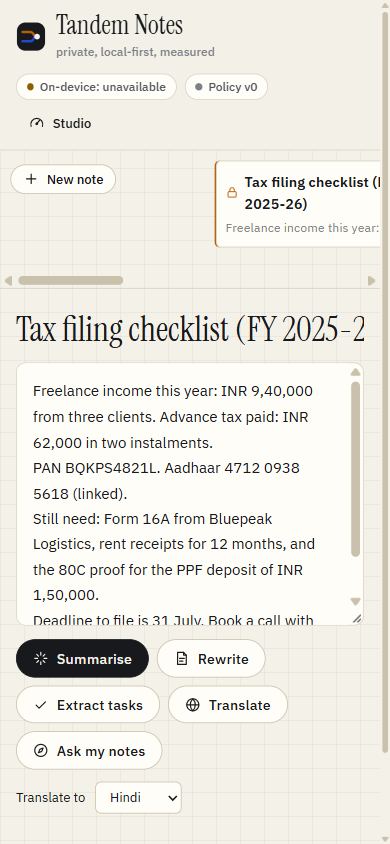 Tandem Notes
private, local-first, measured
On-device: unavailable
Policy v0
Studio
New note
Tax filing checklist (
2025-26)
Freelance income this year:
Tax filing checklist (FY 2025-2
Freelance income this year: INR 9,40,000
from three clients. Advance tax paid: INR
62,000 in two instalments.
PAN BQKPS4821L. Aadhaar 4712 0938
5618 (linked).
Still need: Form 16A from Bluepeak
Logistics, rent receipts for 12 months, and
the 80C proof for the PPF deposit of INR
1,50,000.
Deadline to file is 31 July. Book a call with
Summarise
Rewrite
Extract tasks
Translate
Ask my notes
Translate to
Hindi